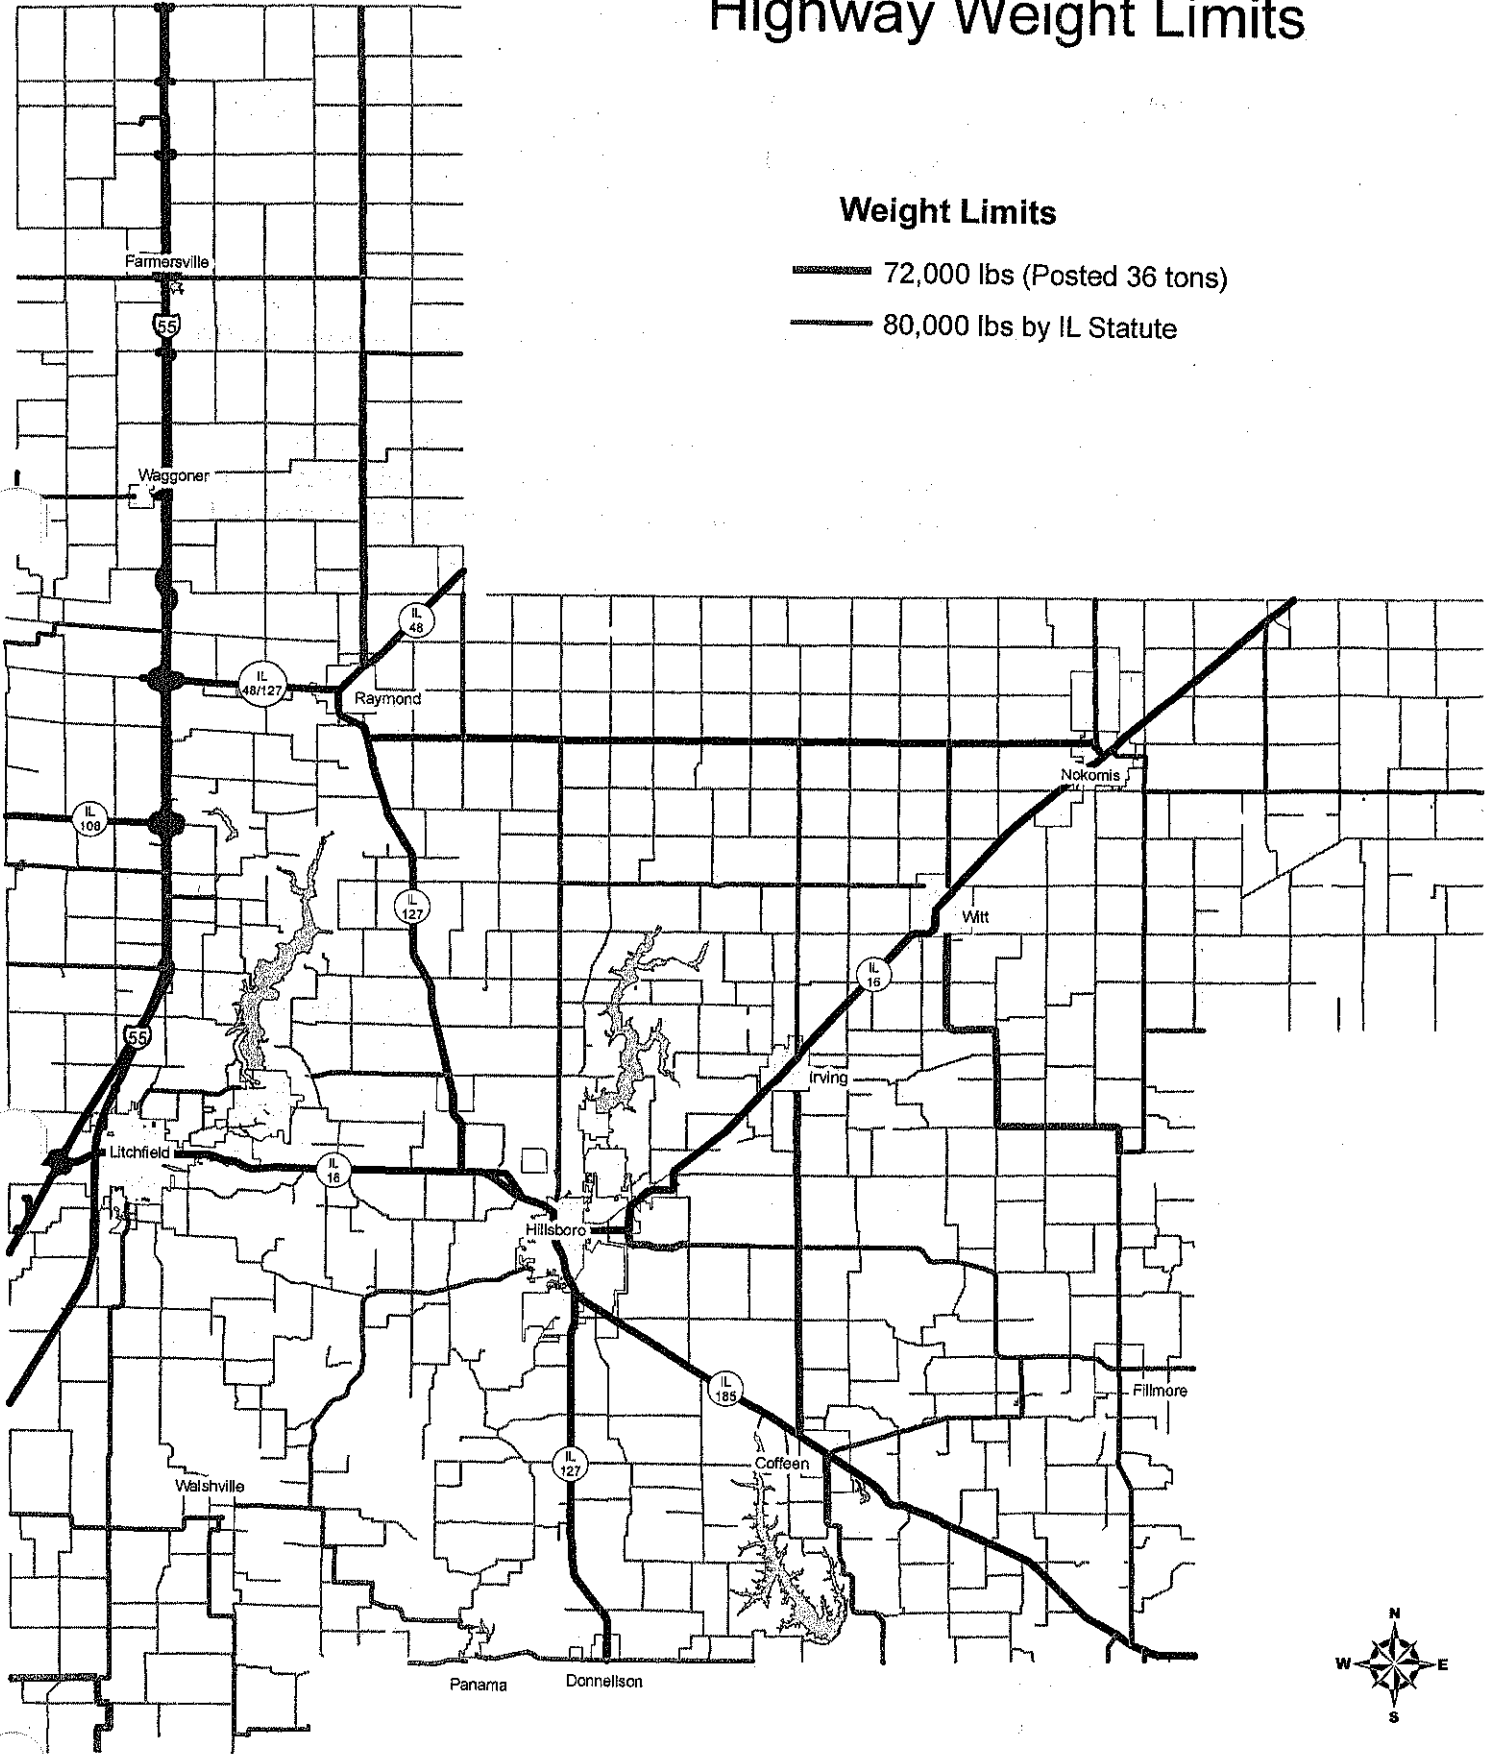 Highway Weight Limits
Weight Limits
72,000 lbs (Posted 36 tons)
80,000 lbs by IL Statute
Farmersville
55
Waggoner
IL
48
IL
48/127
Raymond
Nokomis
IL
108
IL
127
Witt
IL
16
55
Irving
Litchfield
IL
16
Hillsboro
IL
185
Fillmore
IL
127
Coffeen
Walshville
Panama
Donnellson
N
W
E
S